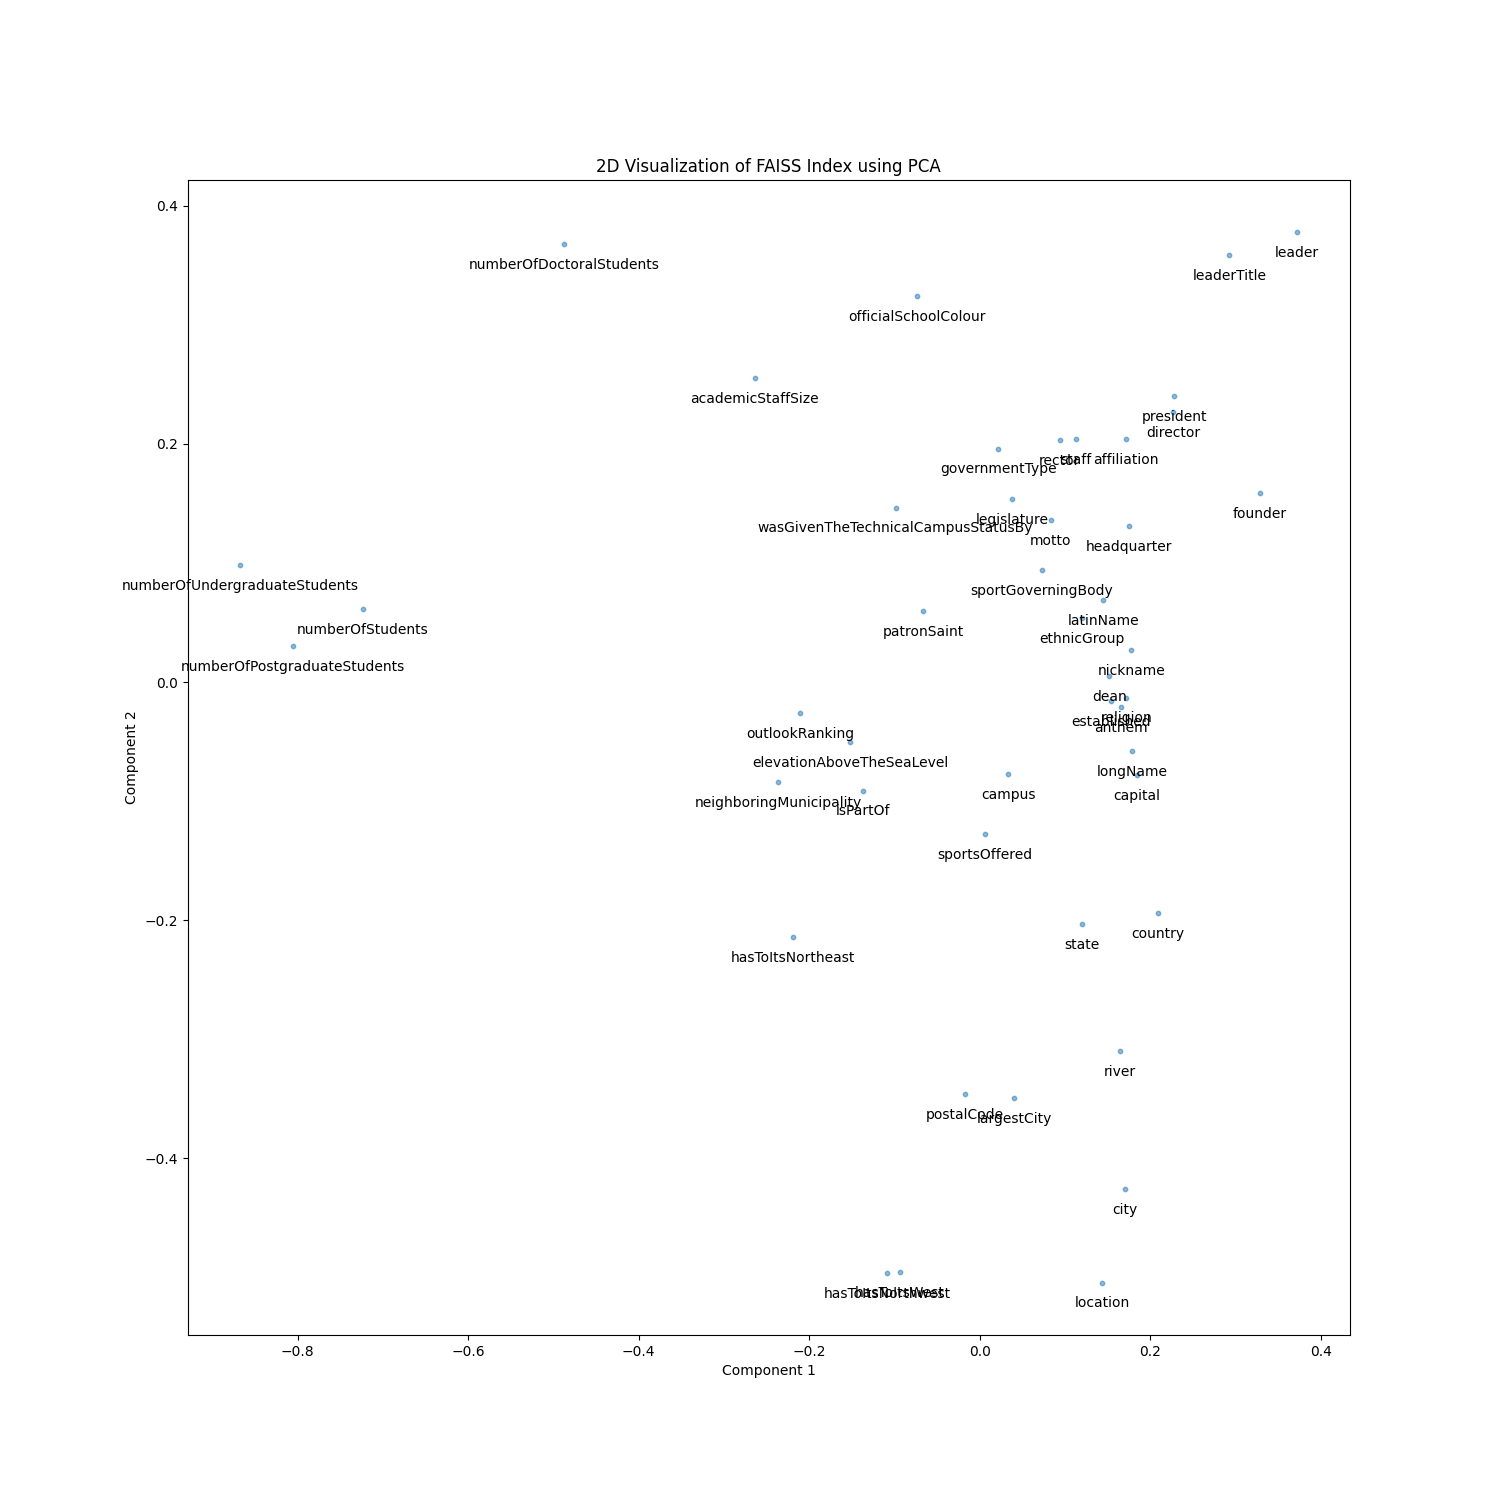 2D Visualization of FAISS Index using PCA
0.4
leader
numberOfDoctoralStudents
leaderTitle
officialSchoolColour
academicStaffSize
president
director
0.2
rector
staff
affiliation
governmentType
founder
legislature
wasGivenTheTechnicalCampusStatusBy
motto
headquarter
numberOfUndergraduateStudents
sportGoverningBody
latinName
numberOfStudents
patronSaint
ethnicGroup
numberOfPostgraduateStudents
nickname
0.0
dean
religion
established
anthem
outlookRanking
elevationAboveTheSeaLevel
longName
neighboringMunicipality
campus
capital
isPartOf
sportsOffered
−0.2
country
state
hasToItsNortheast
river
postalCode
largestCity
−0.4
city
hasToItsNorthwest
hasToItsWest
location
−0.8
−0.6
−0.4
−0.2
0.0
0.2
0.4
Component 1
Component 2